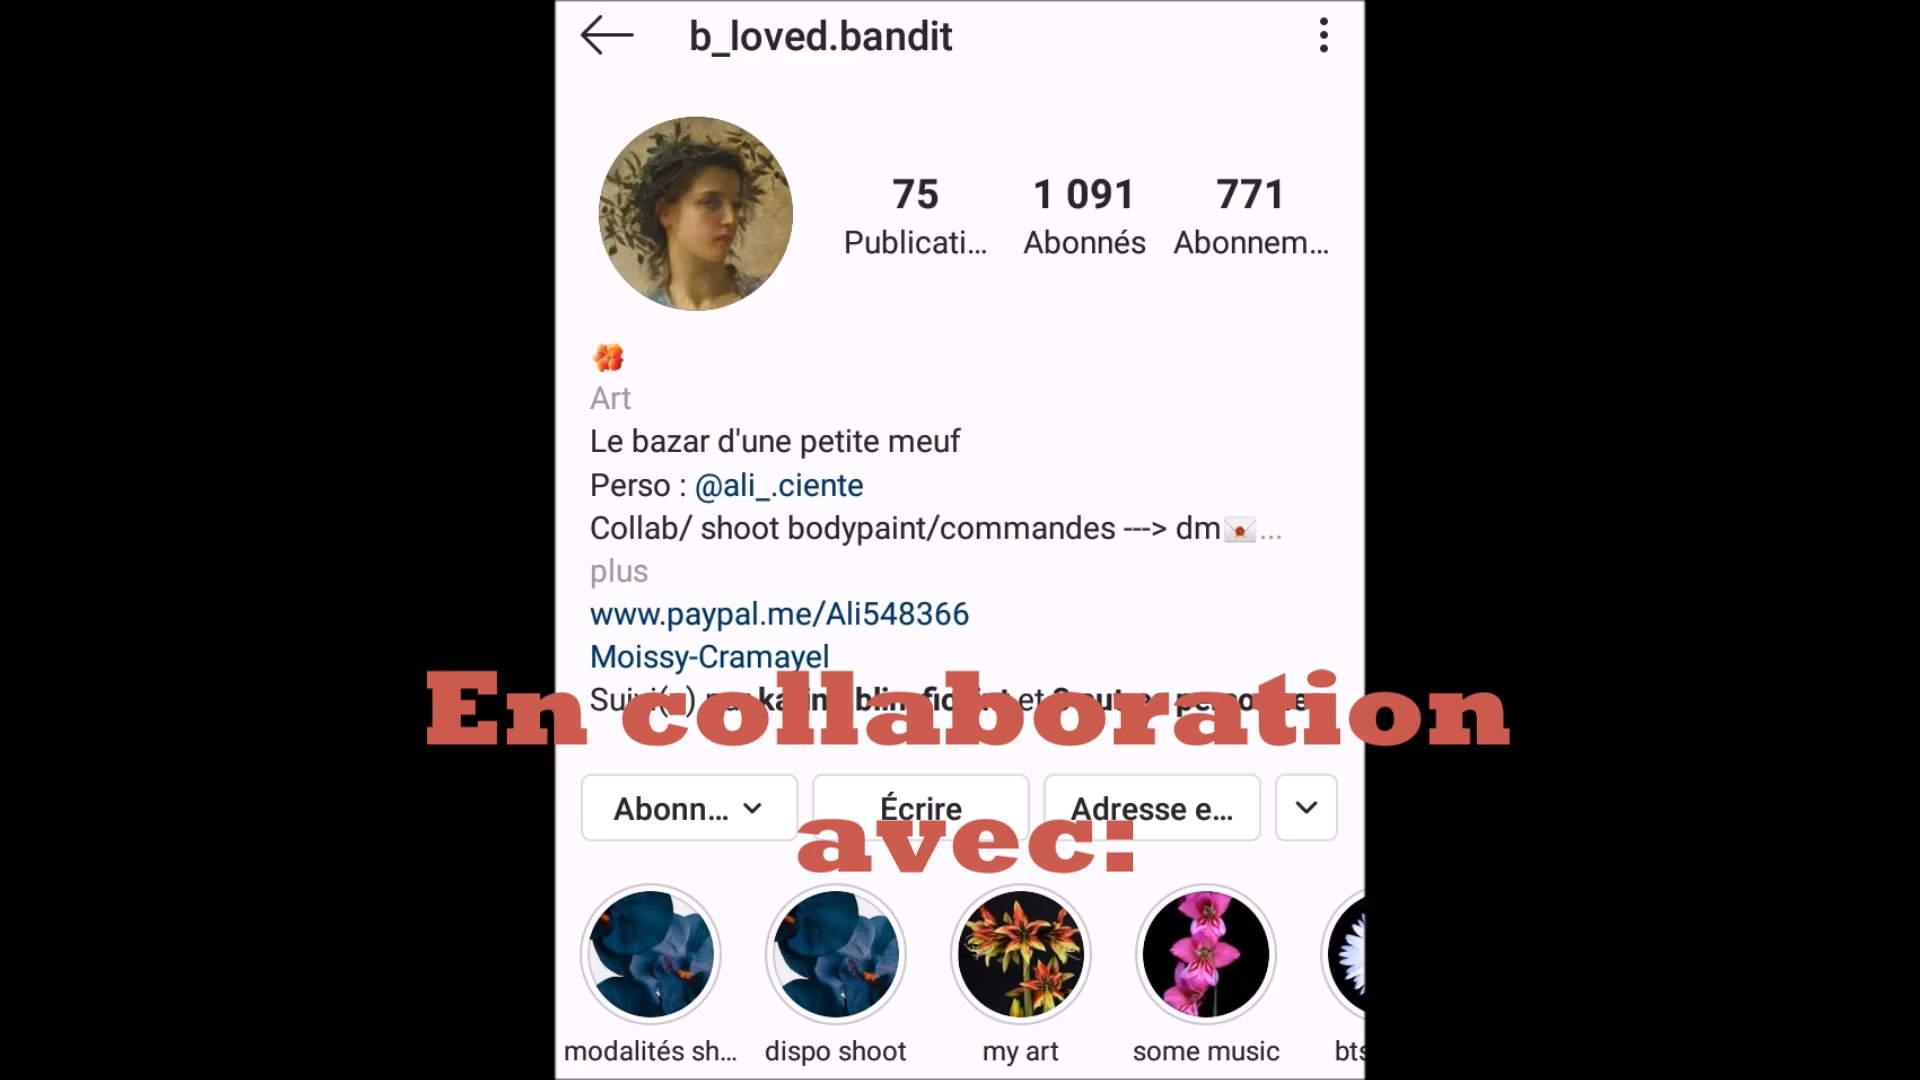 b_loved.bandit
75 1 091 771
Publicati... Abonnés Abonnem...
Art
Le bazar d'une petite meuf
Perso : @ali_.ciente
Collab/ shoot bodypaint/commandes ---> dm...
plus
www.paypal.me/Ali548366
Moissy-Cramayel
et
En collaboration
Abonn... Écrire Adresse e...
avec:
modalités sh... dispo shoot my art some music bts